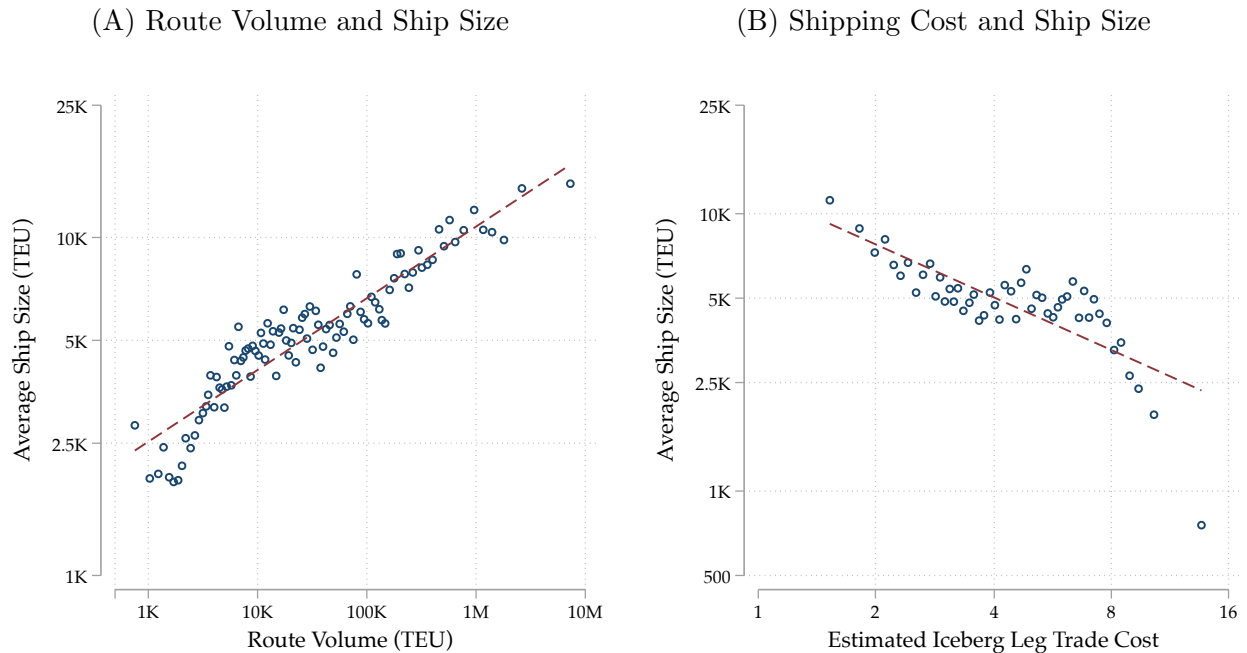 (A) Route Volume and Ship Size
25K
10K
5K
2.5K
1K
Average Ship Size (TEU)
1K 10K 100K 1M 10M
Route Volume (TEU)
(B) Shipping Cost and Ship Size
25K
10K
5K
2.5K
1K
500
Average Ship Size (TEU)
1 2 4 8 16
Estimated Iceberg Leg Trade Cost